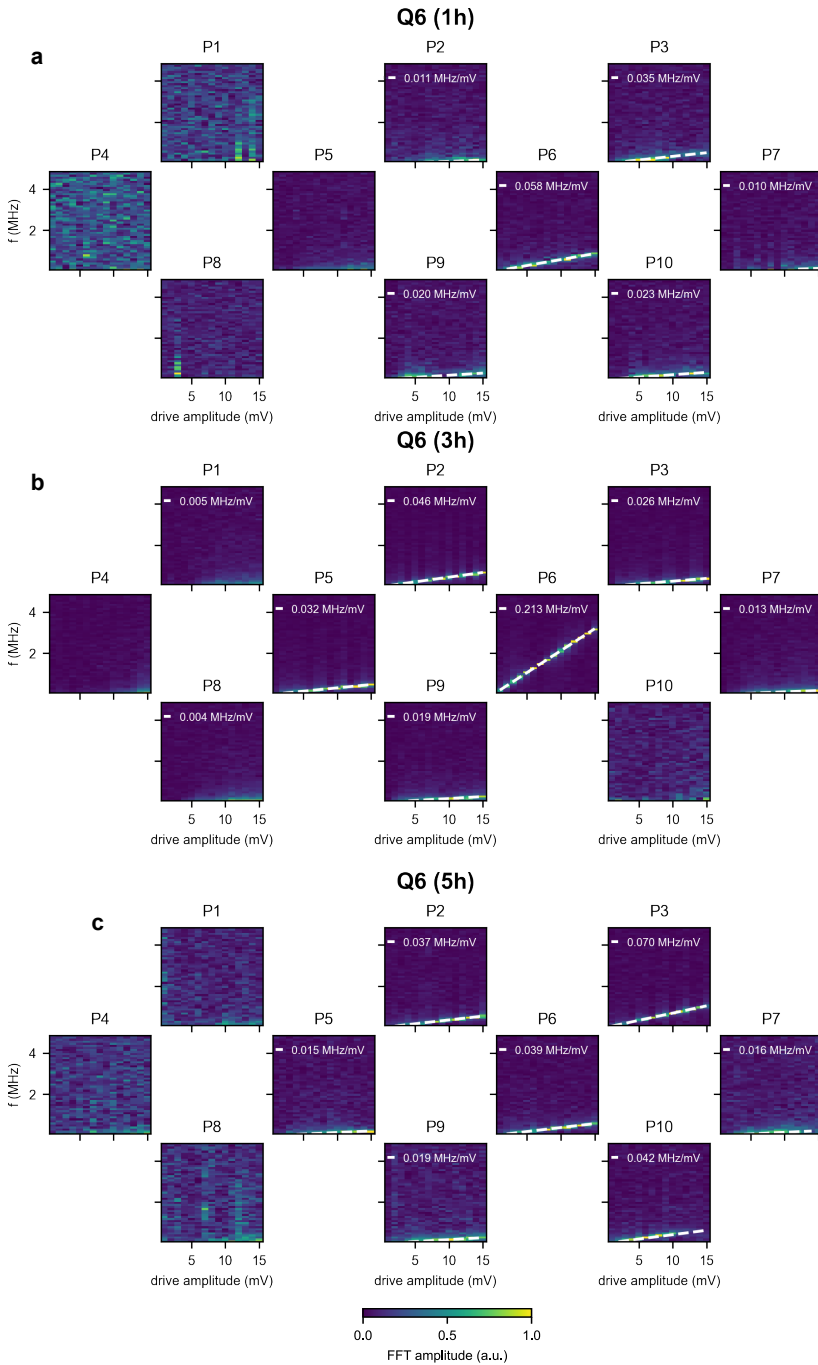 Q6 (1h)
a
P1
P2
P3
0.011 MHz/mV
0.035 MHz/mV
P4
P5
P6
P7
4
2
f (MHz)
0.058 MHz/mV
0.010 MHz/mV
P8
P9
P10
0.020 MHz/mV
0.023 MHz/mV
5 10 15
5 10 15
5 10 15
drive amplitude (mV)
drive amplitude (mV)
drive amplitude (mV)
Q6 (3h)
b
P1
P2
P3
0.005 MHz/mV
0.046 MHz/mV
0.026 MHz/mV
P4
P5
P6
P7
4
2
f (MHz)
0.032 MHz/mV
0.213 MHz/mV
0.013 MHz/mV
P8
P9
P10
0.004 MHz/mV
0.019 MHz/mV
5 10 15
5 10 15
5 10 15
drive amplitude (mV)
drive amplitude (mV)
drive amplitude (mV)
Q6 (5h)
c
P1
P2
P3
0.037 MHz/mV
0.070 MHz/mV
P4
P5
P6
P7
4
2
f (MHz)
0.015 MHz/mV
0.039 MHz/mV
0.016 MHz/mV
P8
P9
P10
0.019 MHz/mV
0.042 MHz/mV
5 10 15
5 10 15
5 10 15
drive amplitude (mV)
drive amplitude (mV)
drive amplitude (mV)
0.0 0.5 1.0
FFT amplitude (a.u.)